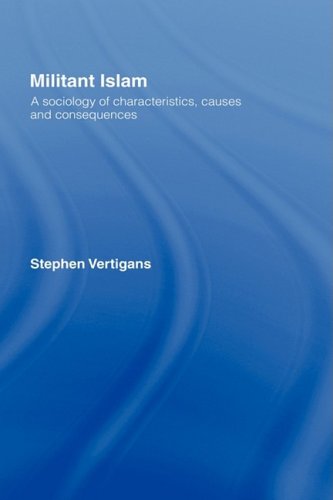 Militant Islam
A sociology of characteristics, causes
and consequences
Stephen Vertigans